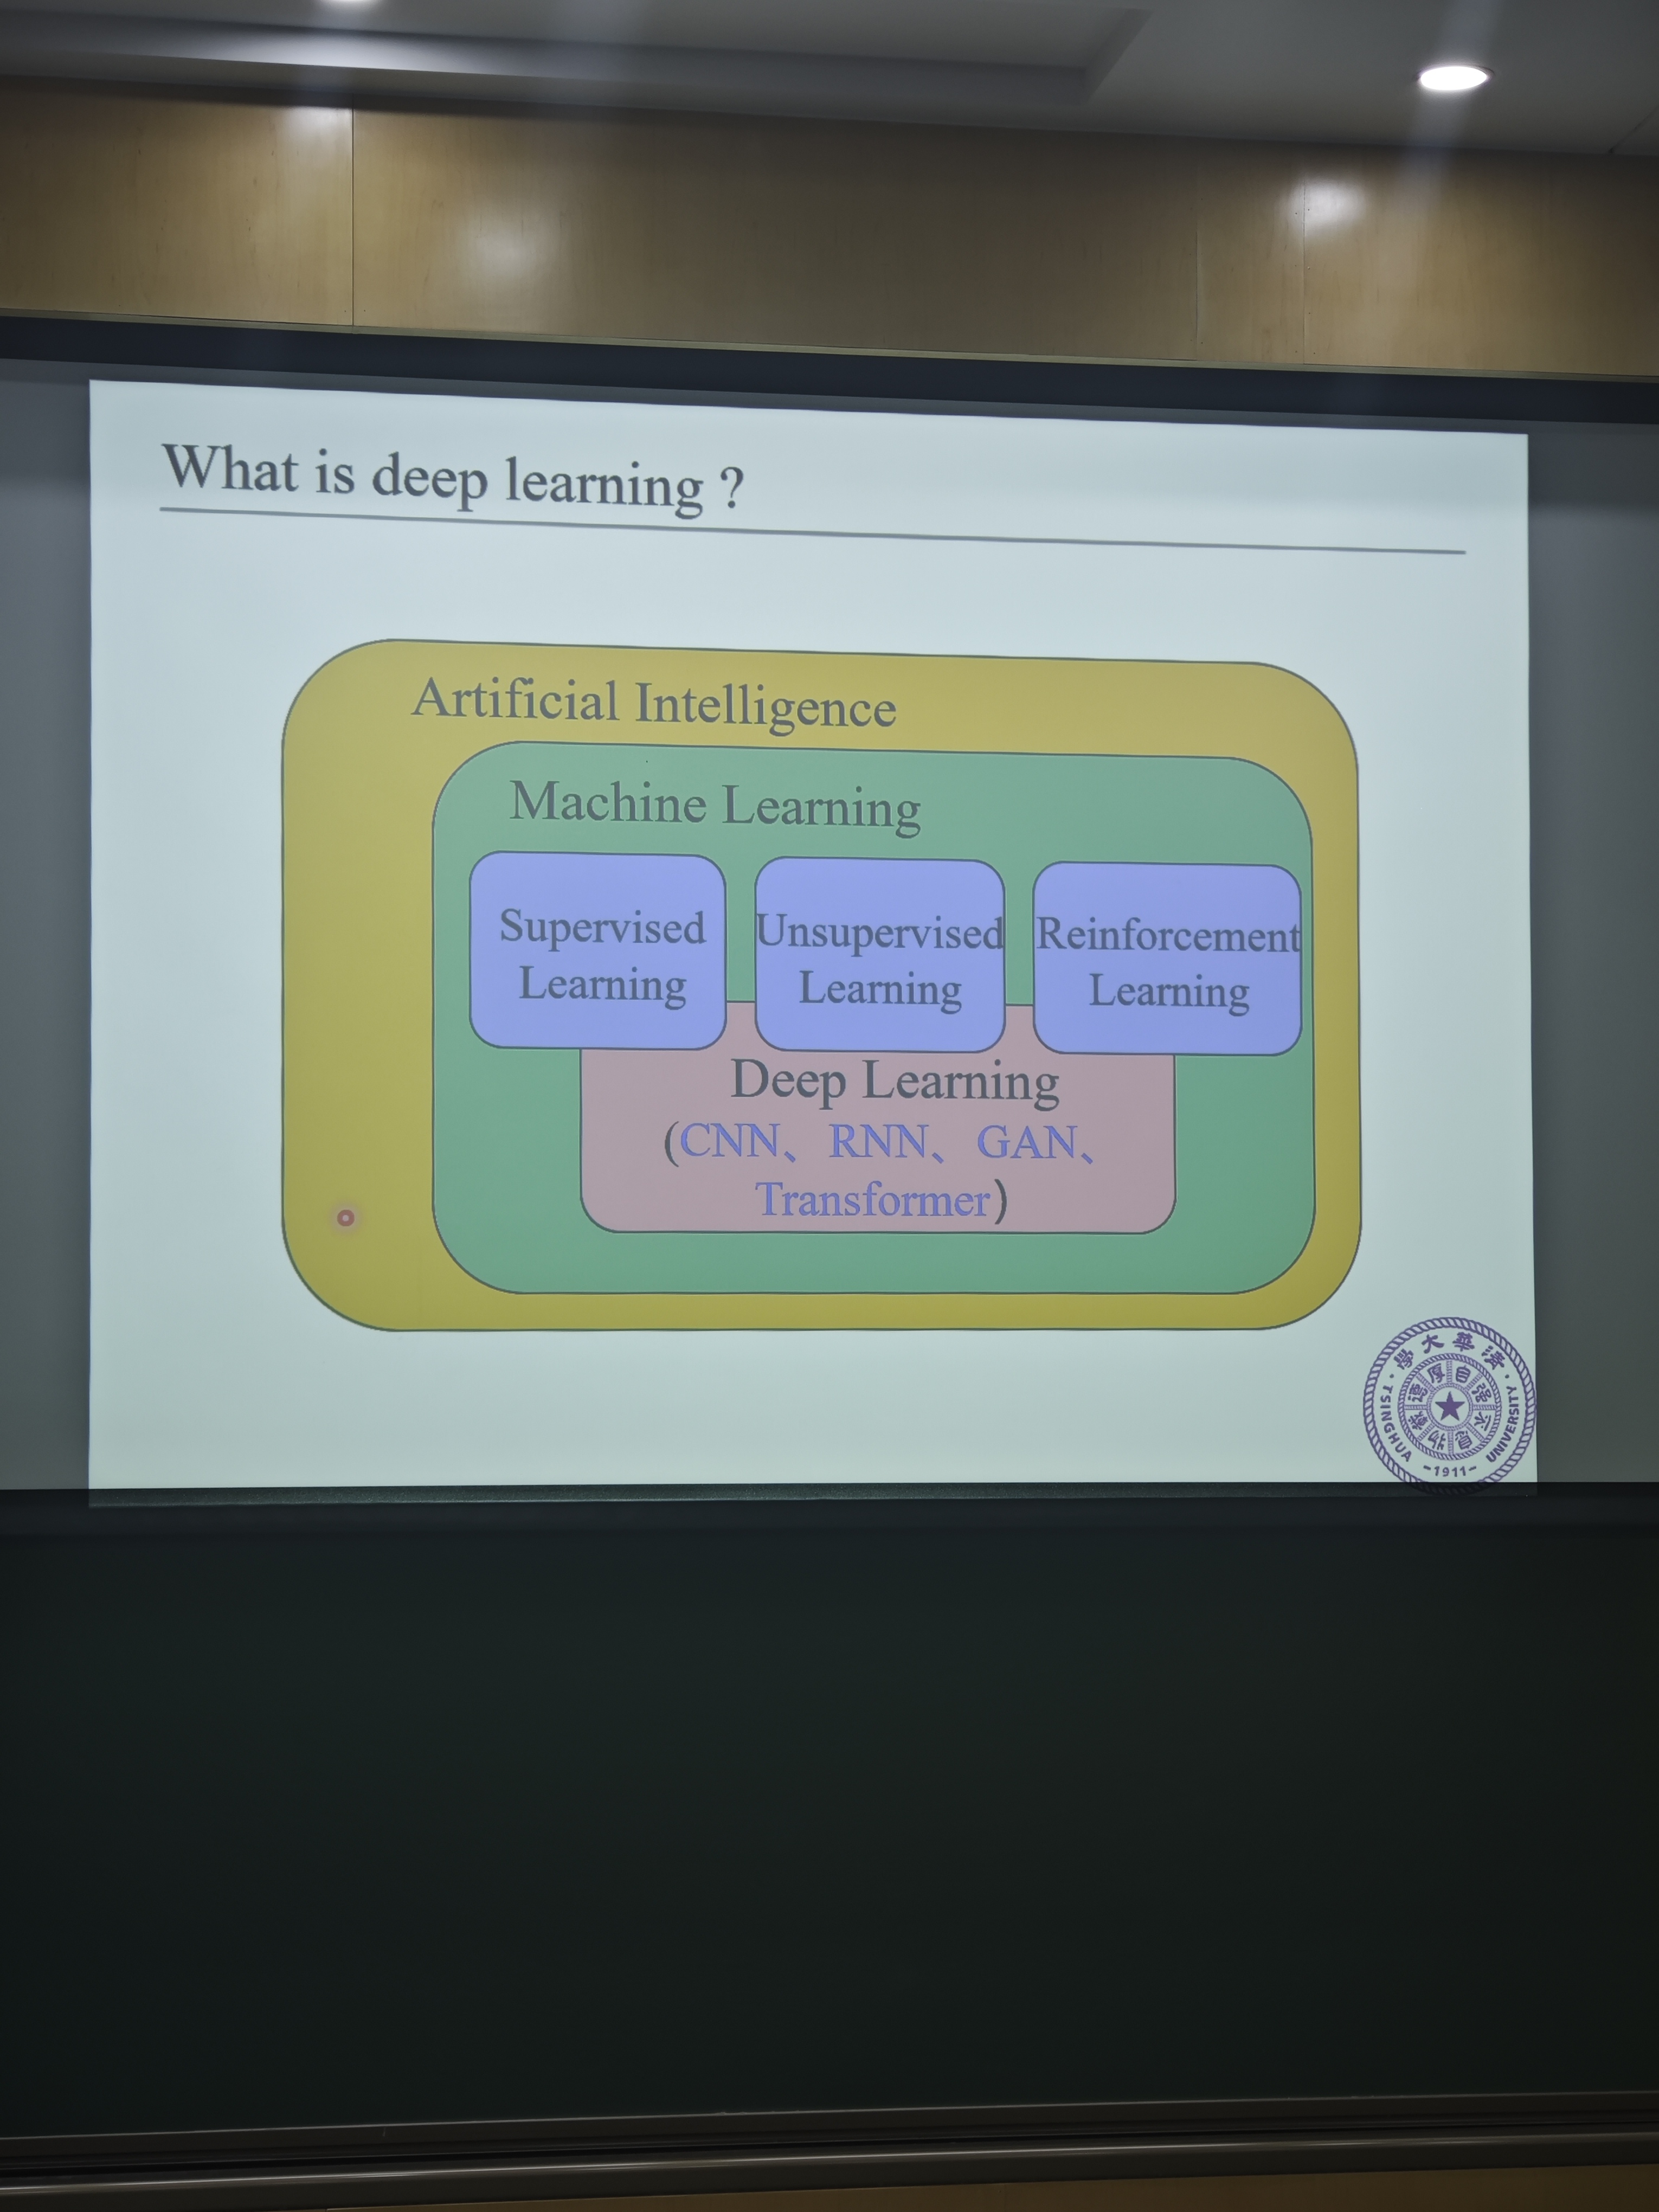 What is deep learning ?
Artificial Intelligence
Machine Learning
Supervised
Learning
Unsupervised
Learning
Reinforcement
Learning
Deep Learning
(CNN、RNN、GAN、
Transformer)
學大華清
自强不息
厚德載物
TSINGHUA UNIVERSITY
-1911-